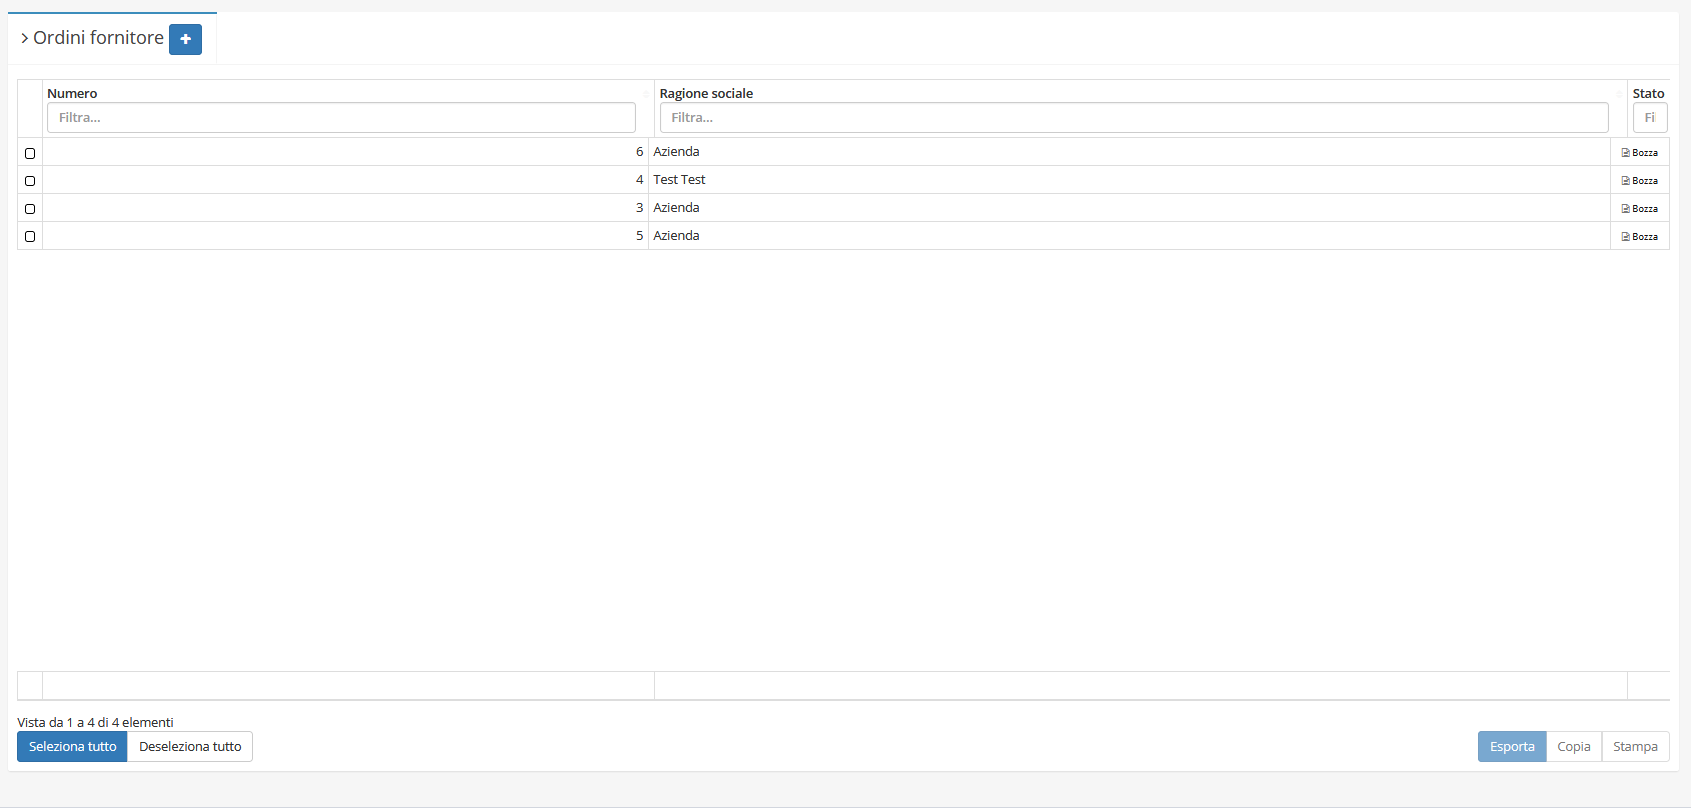 Ordini fornitore
Numero Ragione sociale Stato
Filtra... Filtra... Fil
6 Azienda Bozza
4 Test Test Bozza
3 Azienda Bozza
5 Azienda Bozza
Vista da 1 a 4 di 4 elementi
Seleziona tutto Deseleziona tutto Esporta Copia Stampa